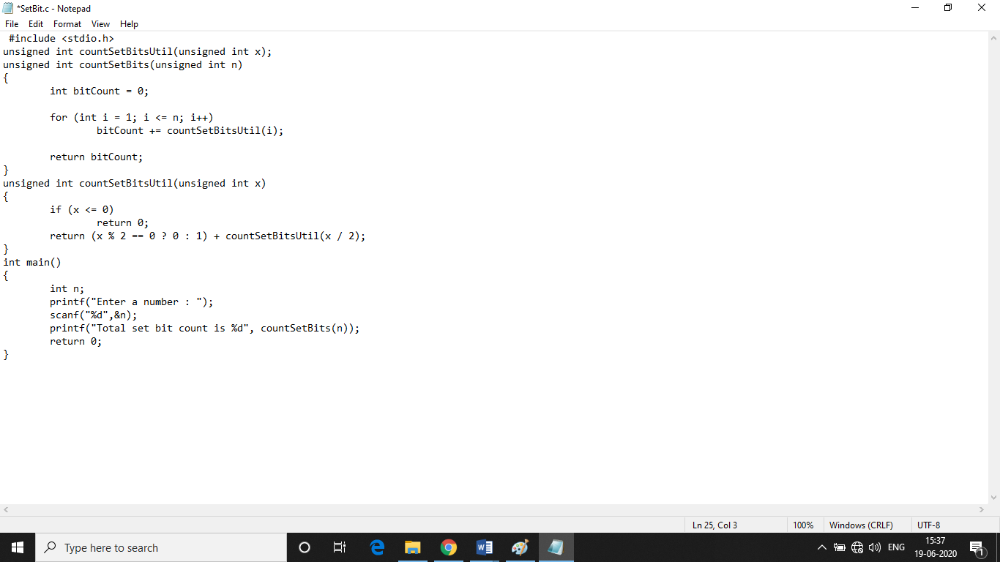 *SetBit.c - Notepad
File Edit Format View Help
#include <stdio.h>
unsigned int countSetBitsUtil(unsigned int x);
unsigned int countSetBits(unsigned int n)
{
        int bitCount = 0;

        for (int i = 1; i <= n; i++)
                bitCount += countSetBitsUtil(i);

        return bitCount;
}
unsigned int countSetBitsUtil(unsigned int x)
{
        if (x <= 0)
                return 0;
        return (x % 2 == 0 ? 0 : 1) + countSetBitsUtil(x / 2);
}
int main()
{
        int n;
        printf("Enter a number : ");
        scanf("%d",&n);
        printf("Total set bit count is %d", countSetBits(n));
        return 0;
}
Ln 25, Col 3 100% Windows (CRLF) UTF-8
Type here to search
W
ENG
15:37
19-06-2020
1